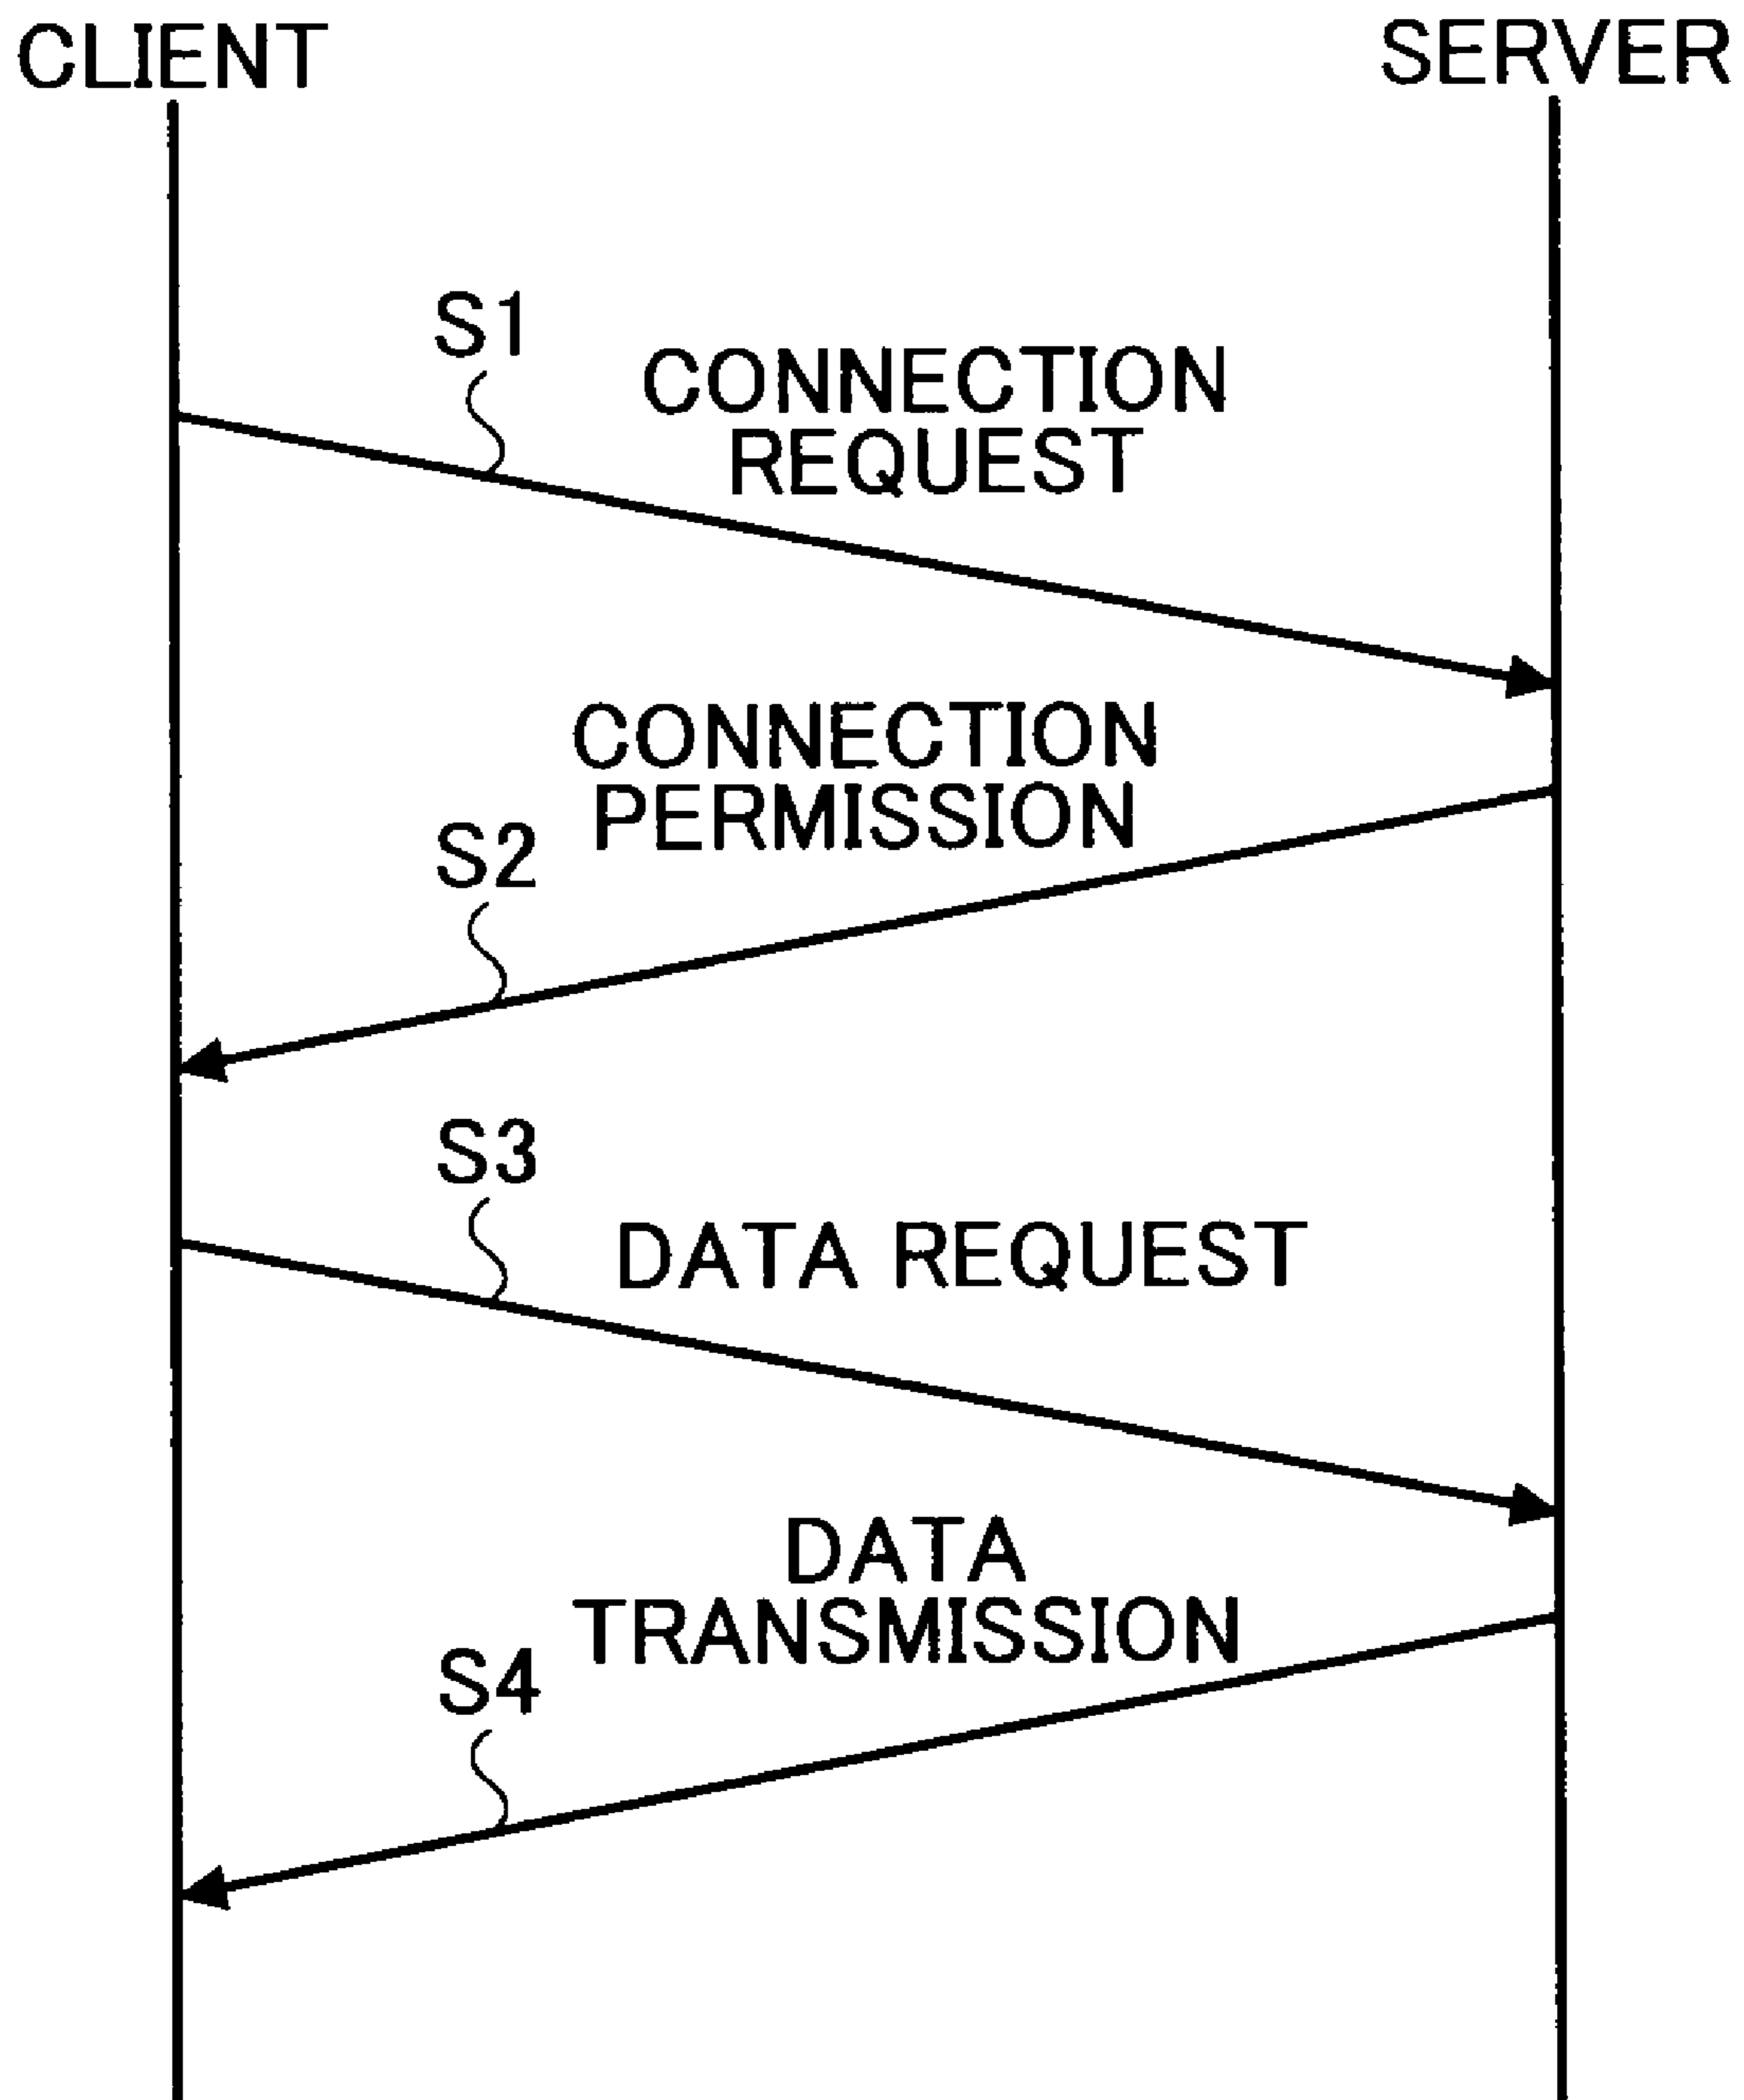 CLIENT
SERVER
S1
CONNECTION
REQUEST
CONNECTION
PERMISSION
S2
S3
DATA REQUEST
DATA
TRANSMISSION
S4